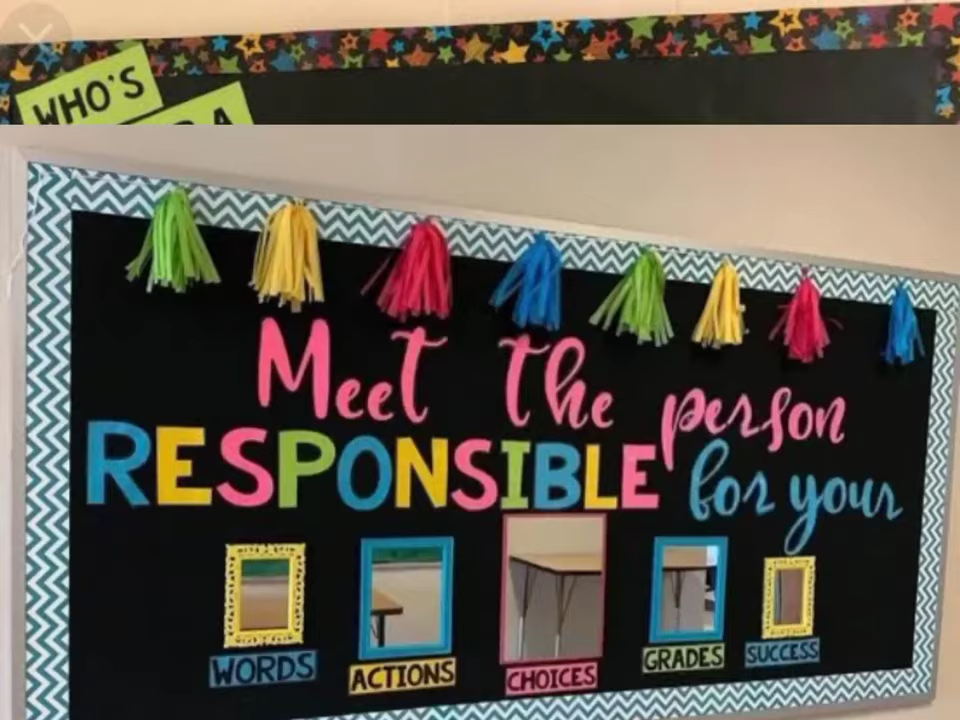 WHO'S
Meet the person
RESPONSIBLE for your
WORDS ACTIONS CHOICES GRADES SUCCESS